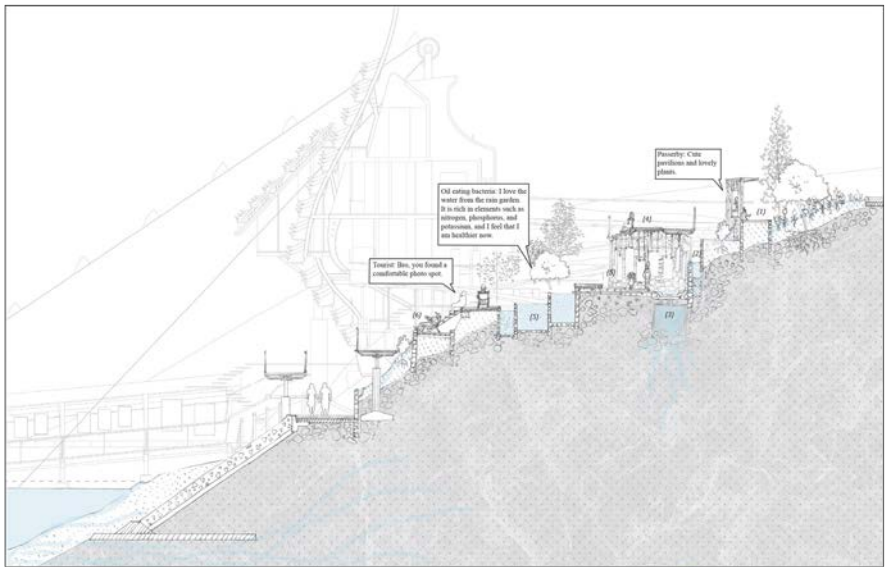 Passerby: Cute
pavilions and lovely
plants.
(1)
Oil eating bacteria: I love the
water from the rain garden.
It is rich in elements such as
nitrogen, phosphorus, and
potassium, and I feel that I
am healthier now.
(4)
(2)
Tourist: Boo, you found a
comfortable photo spot.
(8)
(6)
(5)
(3)